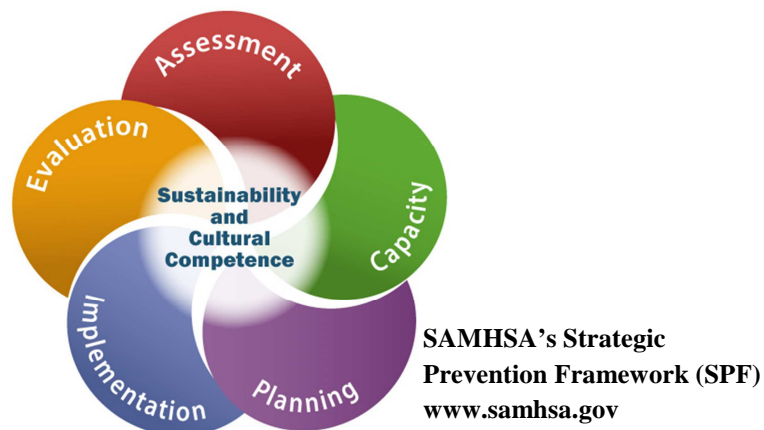 Assessment
Evaluation
Capacity
Sustainability
and
Cultural
Competence
Implementation
Planning
SAMHSA’s Strategic
Prevention Framework (SPF)
www.samhsa.gov